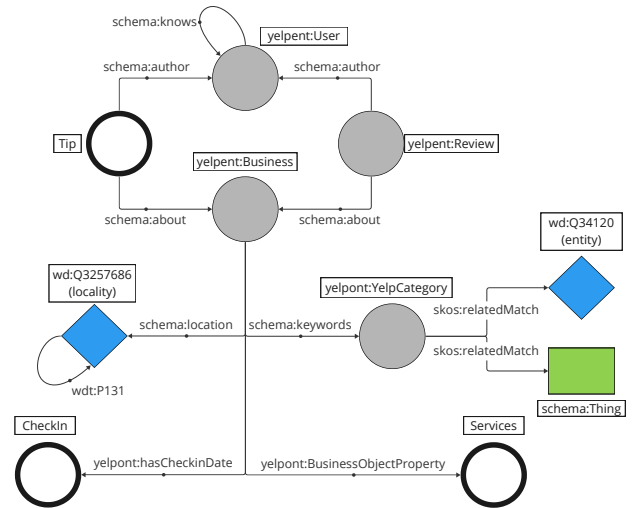 schema:knows
yelpent:User
schema:author
schema:author
Tip
yelpent:Review
yelpent:Business
schema:about
schema:about
wd:Q34120
(entity)
wd:Q3257686
(locality)
yelpont:YelpCategory
skos:relatedMatch
schema:location
schema:keywords
skos:relatedMatch
wdt:P131
schema:Thing
CheckIn
Services
yelpont:hasCheckinDate
yelpont:BusinessObjectProperty